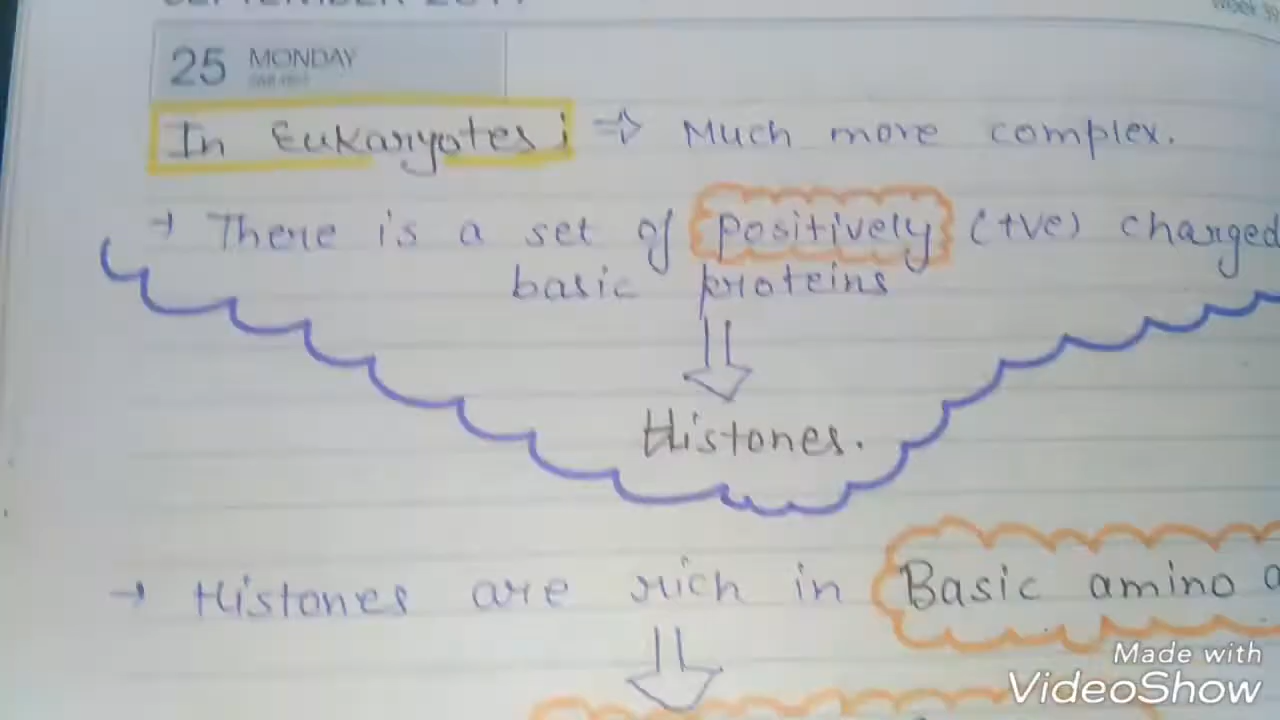 25 MONDAY
In Eukaryotes; ⇒ Much more complex.
→ There is a set of positively (+ve) charged
basic proteins
Histones.
→ Histones are rich in Basic amino
Made with
VideoShow